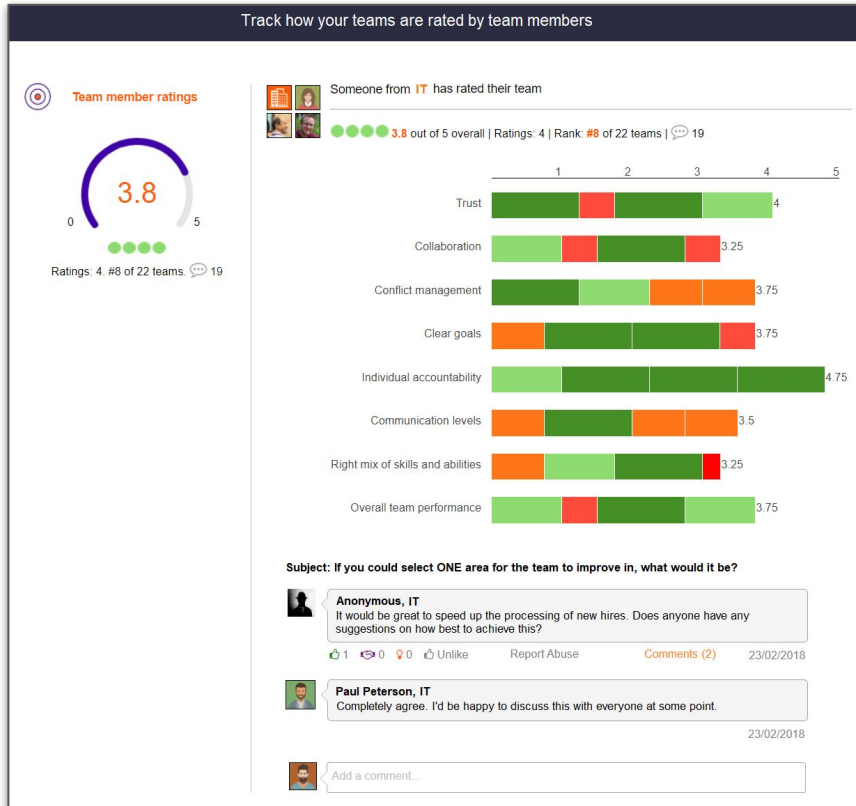 Track how your teams are rated by team members
Team member ratings
3.8
0
5
Ratings: 4. #8 of 22 teams. 19
Someone from IT has rated their team
3.8 out of 5 overall | Ratings: 4 | Rank: #8 of 22 teams | 19
1 2 3 4 5
Trust 4
Collaboration 3.25
Conflict management 3.75
Clear goals 3.75
Individual accountability 4.75
Communication levels 3.5
Right mix of skills and abilities 3.25
Overall team performance 3.75
Subject: If you could select ONE area for the team to improve in, what would it be?
Anonymous, IT
It would be great to speed up the processing of new hires. Does anyone have any
suggestions on how best to achieve this?
1 0 0 Unlike Report Abuse Comments (2) 23/02/2018
Paul Peterson, IT
Completely agree. I'd be happy to discuss this with everyone at some point.
23/02/2018
Add a comment...